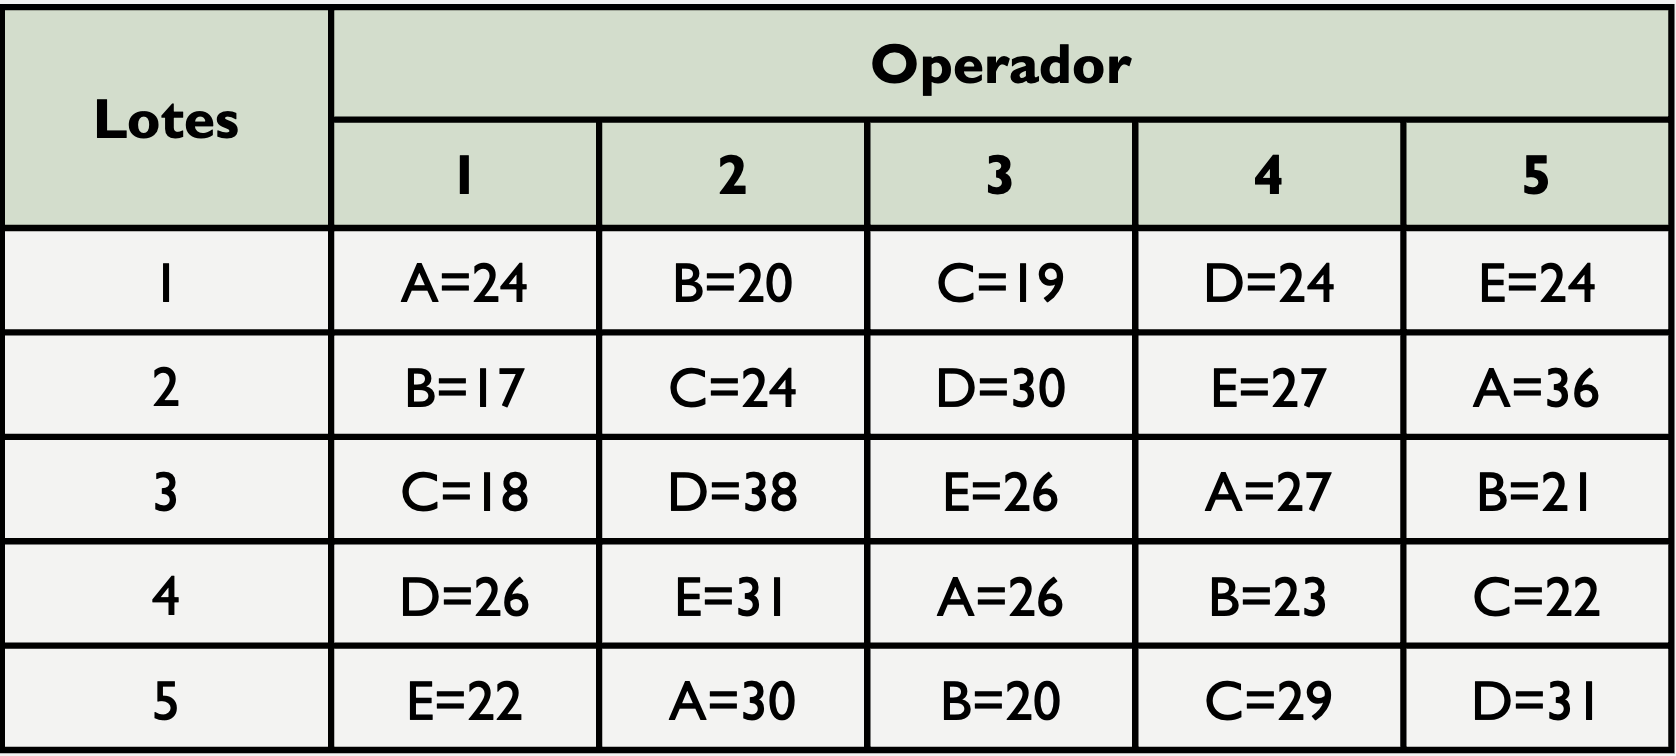 Lotes Operador
1 2 3 4 5
1 A=24 B=20 C=19 D=24 E=24
2 B=17 C=24 D=30 E=27 A=36
3 C=18 D=38 E=26 A=27 B=21
4 D=26 E=31 A=26 B=23 C=22
5 E=22 A=30 B=20 C=29 D=31